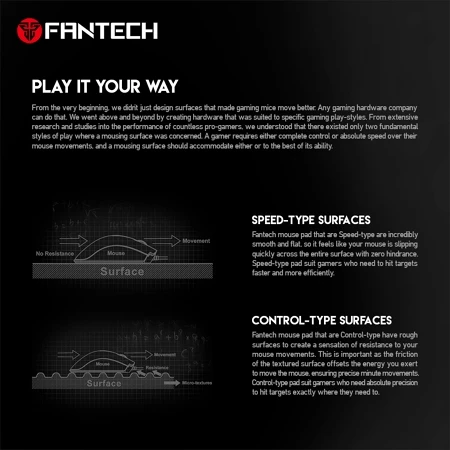 FANTECH
PLAY IT YOUR WAY
From the very beginning, we didn't just design surfaces that made gaming mice move better. Any gaming hardware company
can do that. We went above and beyond by creating hardware that was suited to specific gaming play-styles. From extensive
research and studies into the performance of countless pro-gamers, we understood that there existed only two fundamental
styles of play where a mousing surface was concerned. A gamer requires either complete control or absolute speed over their
mouse movements, and a mousing surface should accommodate either or to the best of its ability.
Movement
No Resistance
Mouse
Surface
SPEED-TYPE SURFACES
Fantech mouse pad that are Speed-type are incredibly
smooth and flat, so it feels like your mouse is slipping
quickly across the entire surface with zero hindrance.
Speed-type pad suit gamers who need to hit targets
faster and more efficiently.
Movement
Mouse
Resistance
Surface
Micro-textures
CONTROL-TYPE SURFACES
Fantech mouse pad that are Control-type have rough
surfaces to create a sensation of resistance to your
mouse movements. This is important as the friction
of the textured surface offsets the energy you exert
to move the mouse, ensuring precise minute movements.
Control-type pad suit gamers who need absolute precision
to hit targets exactly where they need to.